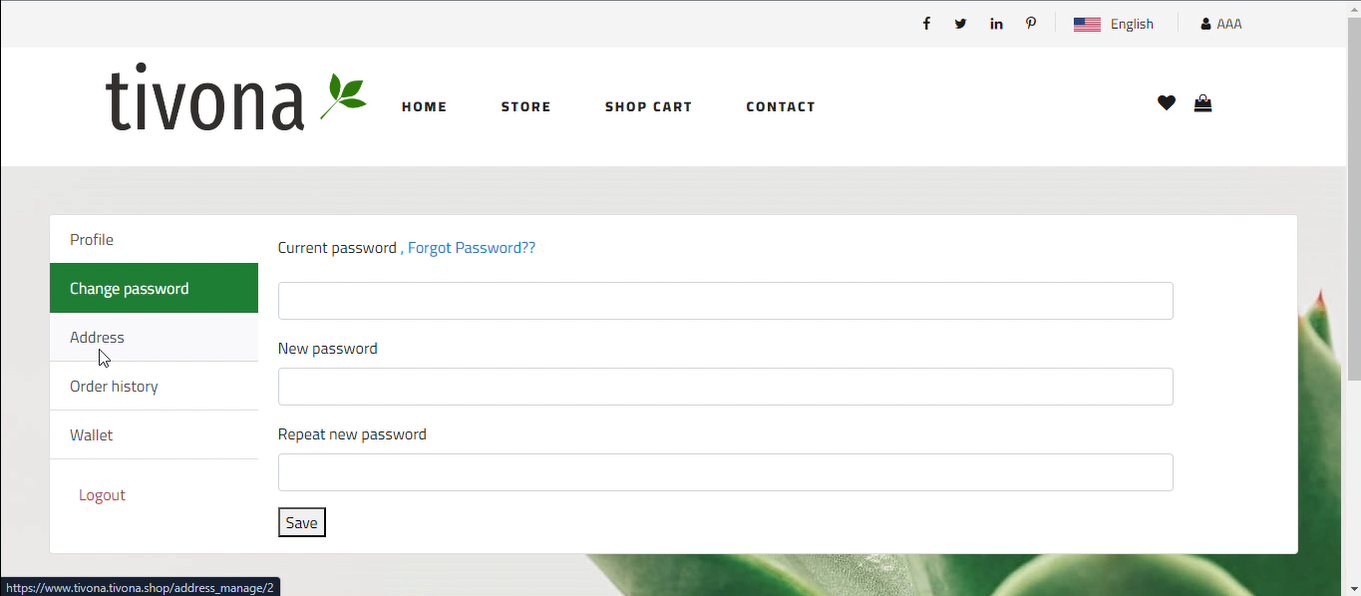 English
AAA
tivona
HOME
STORE
SHOP CART
CONTACT
Profile
Change password
Address
Order history
Wallet
Logout
Current password , Forgot Password??
New password
Repeat new password
Save
https://www.tivona.tivona.shop/address_manage/2